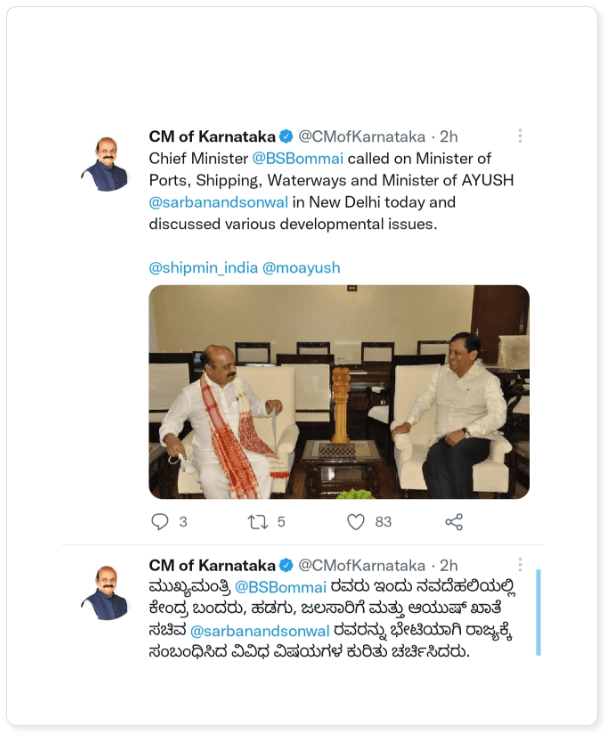 CM of Karnataka @CMofKarnataka · 2h
Chief Minister @BSBommai called on Minister of
Ports, Shipping, Waterways and Minister of AYUSH
@sarbanandsonwal in New Delhi today and
discussed various developmental issues.
@shipmin_india @moayush
3 5 83
CM of Karnataka @CMofKarnataka · 2h
ಮುಖ್ಯಮಂತ್ರಿ @BSBommai ರವರು ಇಂದು ನವದೆಹಲಿಯಲ್ಲಿ
ಕೇಂದ್ರ ಬಂದರು, ಹಡಗು, ಜಲಸಾರಿಗೆ ಮತ್ತು ಆಯುಷ್ ಖಾತೆ
ಸಚಿವ @sarbanandsonwal ರವರನ್ನು ಭೇಟಿಯಾಗಿ ರಾಜ್ಯಕ್ಕೆ
ಸಂಬಂಧಿಸಿದ ವಿವಿಧ ವಿಷಯಗಳ ಕುರಿತು ಚರ್ಚಿಸಿದರು.